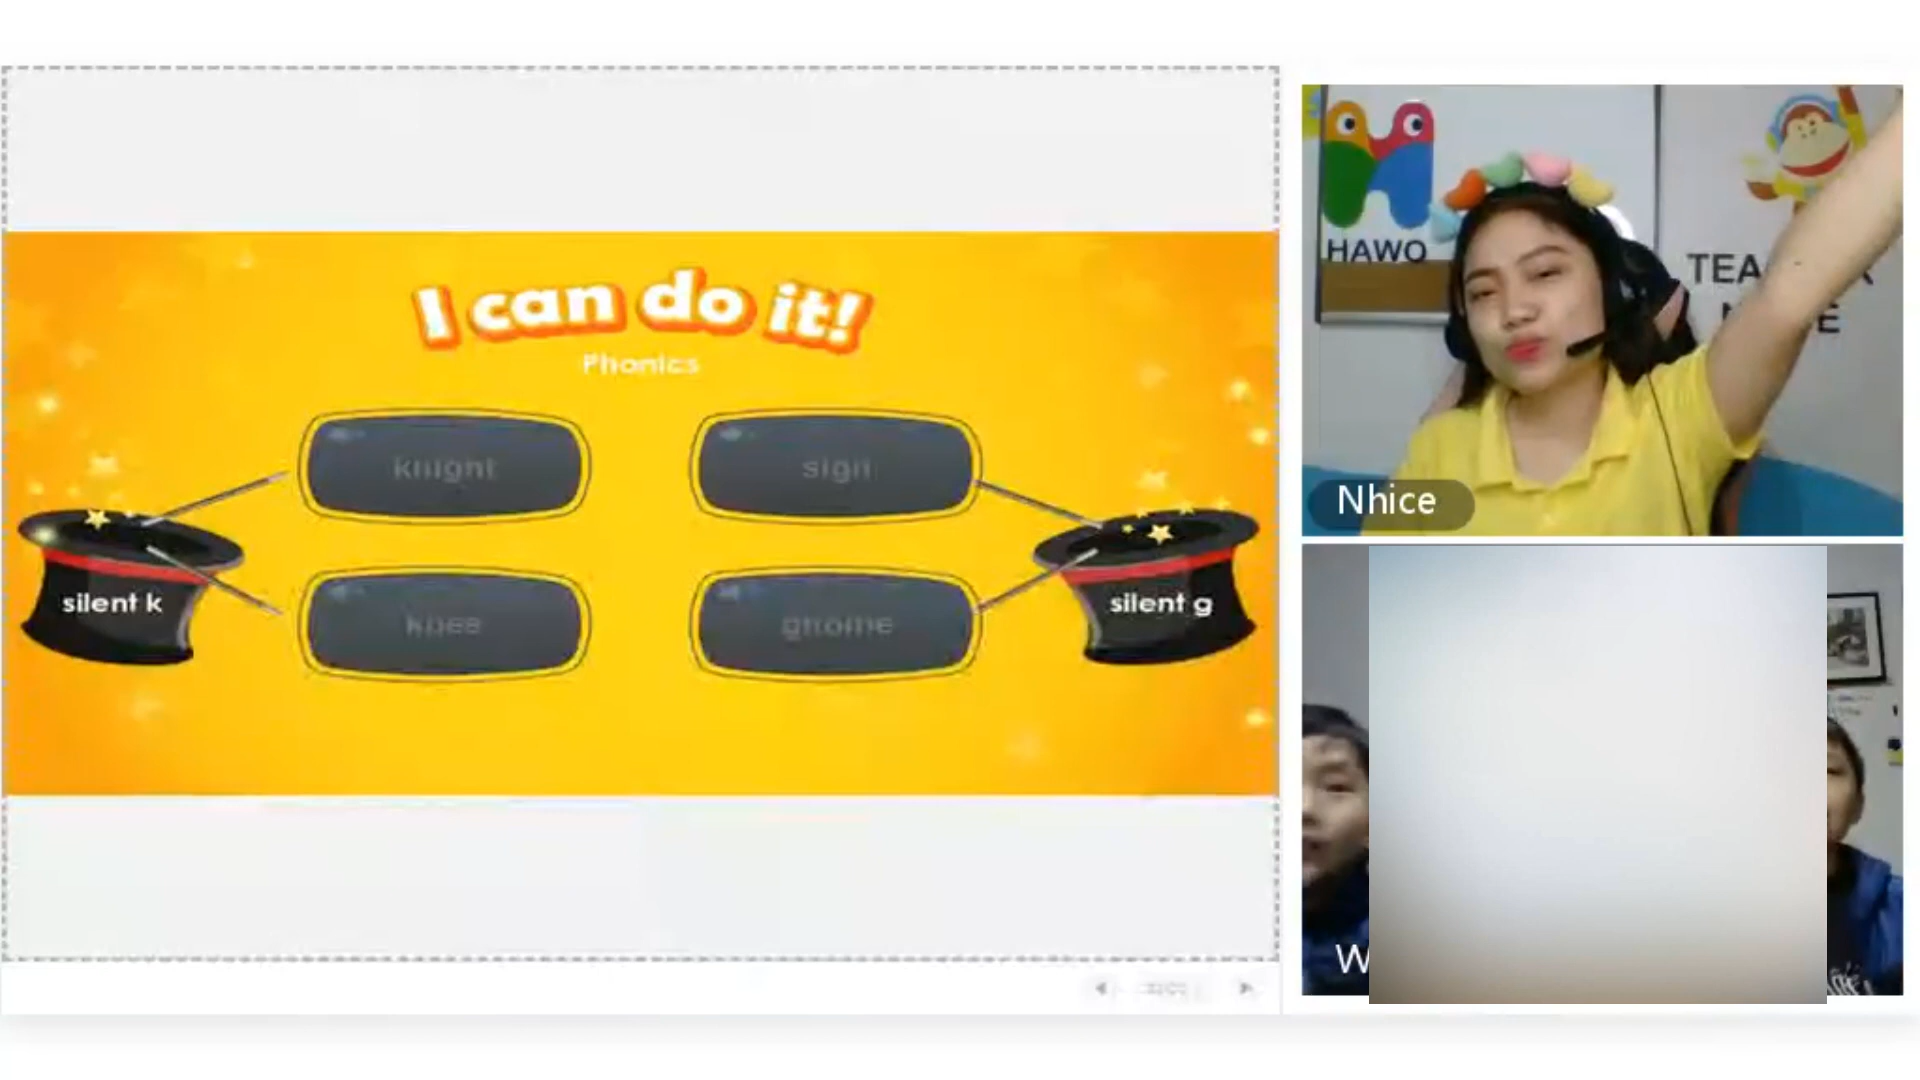 I can do it!
Phonics
knight
sign
silent k
silent g
knee
gnome
HAWO
Nhice